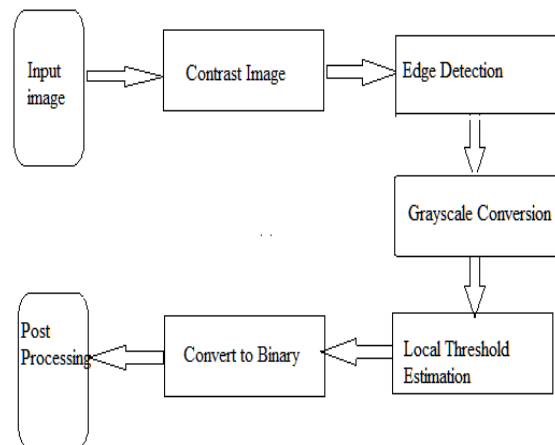 Input
image
Contrast Image
Edge Detection
Grayscale Conversion
Local Threshold
Estimation
Convert to Binary
Post
Processing